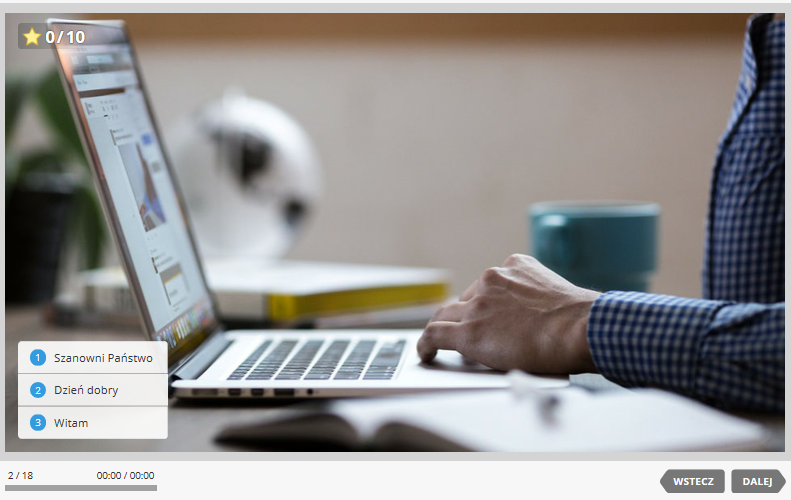 0/10
1 Szanowni Państwo
2 Dzień dobry
3 Witam
2 / 18
00:00 / 00:00
WSTECZ
DALEJ